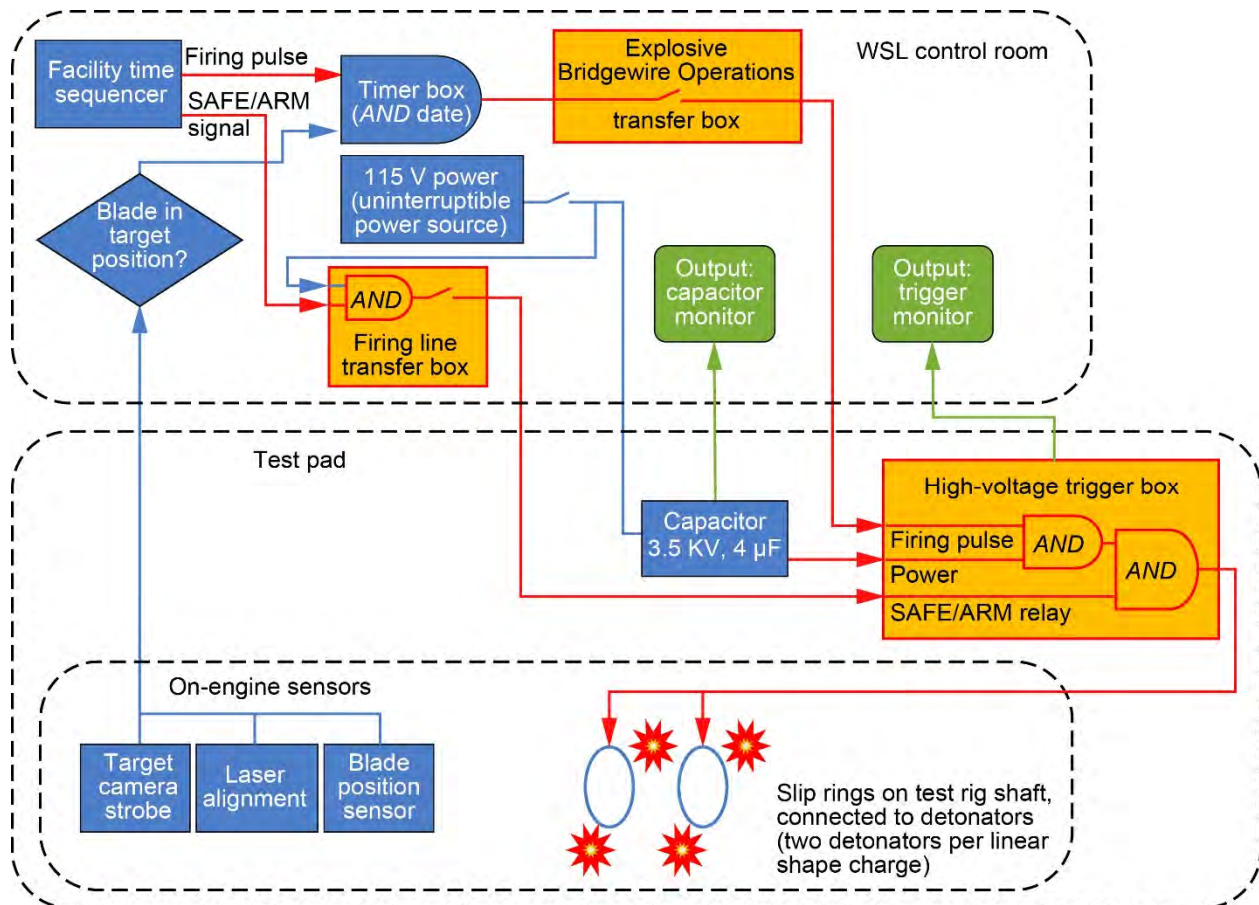 WSL control room
Facility time
sequencer
Firing pulse
SAFE/ARM
signal
Timer box
(AND date)
Explosive
Bridgewire Operations
transfer box
115 V power
(uninterruptible
power source)
Blade in
target
position?
AND
Firing line
transfer box
Output:
capacitor
monitor
Output:
trigger
monitor
Test pad
High-voltage trigger box
Capacitor
3.5 KV, 4 µF
Firing pulse
Power
SAFE/ARM relay
AND
AND
On-engine sensors
Target
camera
strobe
Laser
alignment
Blade
position
sensor
Slip rings on test rig shaft,
connected to detonators
(two detonators per linear
shape charge)